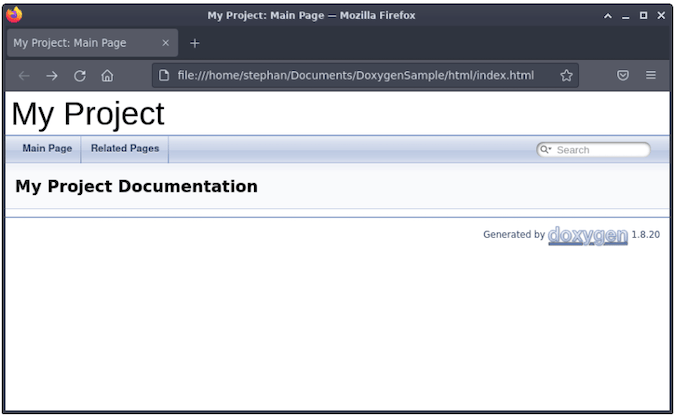 My Project: Main Page — Mozilla Firefox
My Project: Main Page
file:///home/stephan/Documents/DoxygenSample/html/index.html
My Project
Main Page Related Pages Search
My Project Documentation
Generated by doxygen 1.8.20